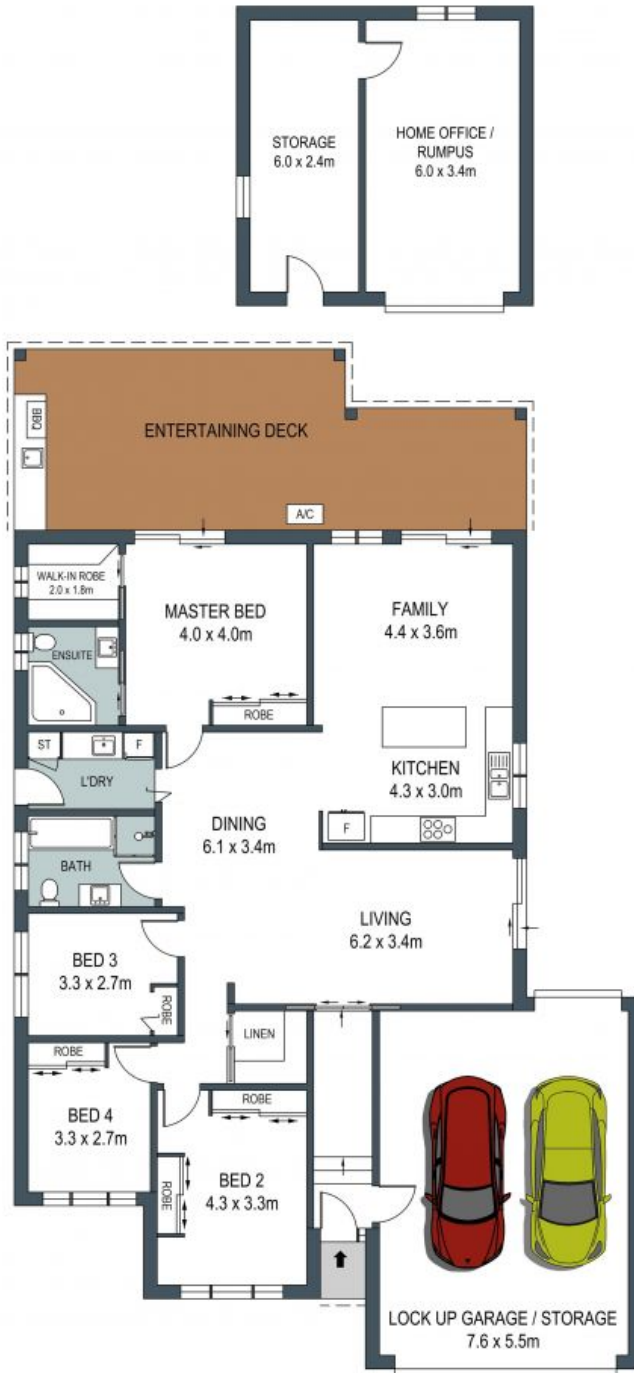 STORAGE
6.0 x 2.4m
HOME OFFICE /
RUMPUS
6.0 x 3.4m
ENTERTAINING DECK
BBQ
A/C
WALK-IN ROBE
2.0 x 1.8m
MASTER BED
4.0 x 4.0m
FAMILY
4.4 x 3.6m
ENSUITE
ROBE
ST
F
L'DRY
KITCHEN
4.3 x 3.0m
F
DINING
6.1 x 3.4m
BATH
LIVING
6.2 x 3.4m
BED 3
3.3 x 2.7m
ROBE
LINEN
ROBE
BED 4
3.3 x 2.7m
ROBE
BED 2
4.3 x 3.3m
ROBE
LOCK UP GARAGE / STORAGE
7.6 x 5.5m